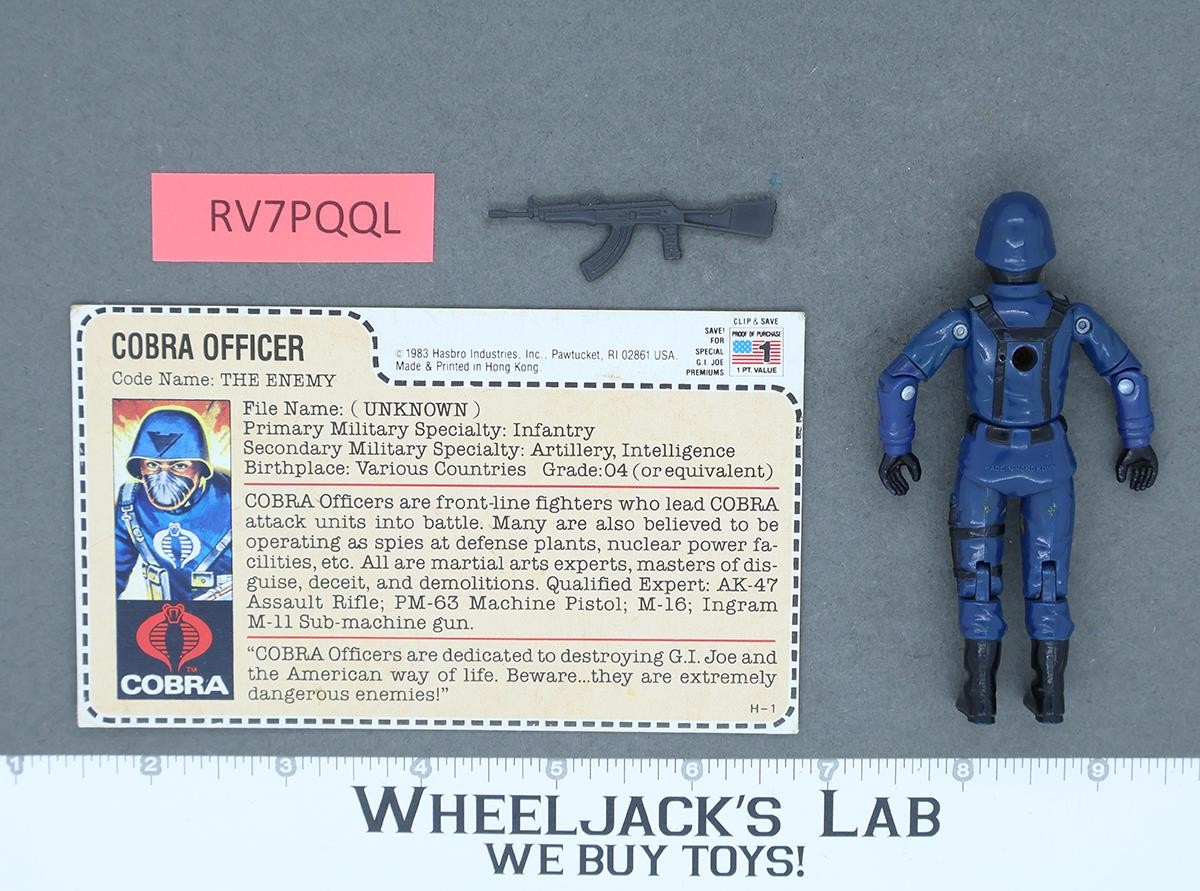 RV7PQQL
COBRA OFFICER
Code Name: THE ENEMY
© 1983 Hasbro Industries, Inc., Pawtucket, RI 02861 USA.
Made & Printed in Hong Kong.
CLIP & SAVE
SAVE!
FOR
SPECIAL
G.I. JOE
PREMIUMS
PROOF OF PURCHASE
1
1 PT. VALUE
File Name: ( UNKNOWN )
Primary Military Specialty: Infantry
Secondary Military Specialty: Artillery, Intelligence
Birthplace: Various Countries Grade:04 (or equivalent)
COBRA Officers are front-line fighters who lead COBRA
attack units into battle. Many are also believed to be
operating as spies at defense plants, nuclear power fa-
cilities, etc. All are martial arts experts, masters of dis-
guise, deceit, and demolitions. Qualified Expert: AK-47
Assault Rifle; PM-63 Machine Pistol; M-16; Ingram
M-11 Sub-machine gun.
"COBRA Officers are dedicated to destroying G.I. Joe and
the American way of life. Beware...they are extremely
dangerous enemies!"
H-1
TM
COBRA
MADE IN HONG KONG
1 2 3 4 5 6 7 8 9
WHEELJACK'S LAB
WE BUY TOYS!